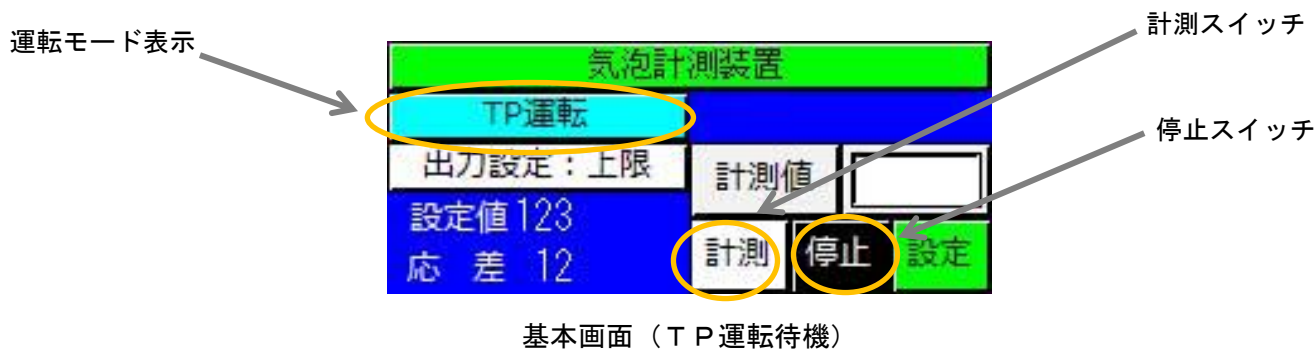 計測スイッチ
運転モード表示
気泡計測装置
TP運転
停止スイッチ
出力設定：上限
計測値
設定値123
応 差 12
計測 停止 設定
基本画面（ＴＰ運転待機）